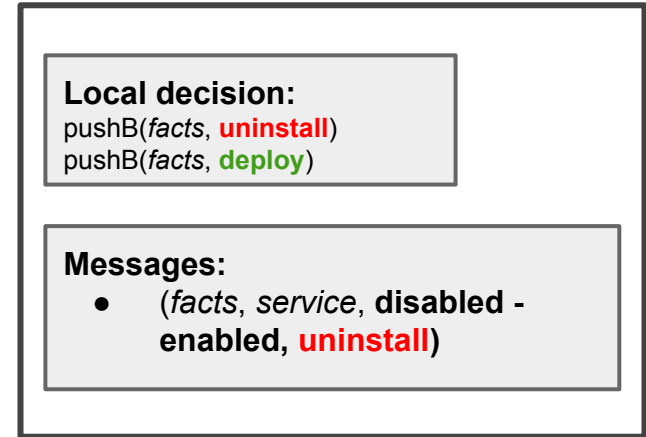 Local decision:
pushB(facts, uninstall)
pushB(facts, deploy)
Messages:
● (facts, service, disabled -
enabled, uninstall)